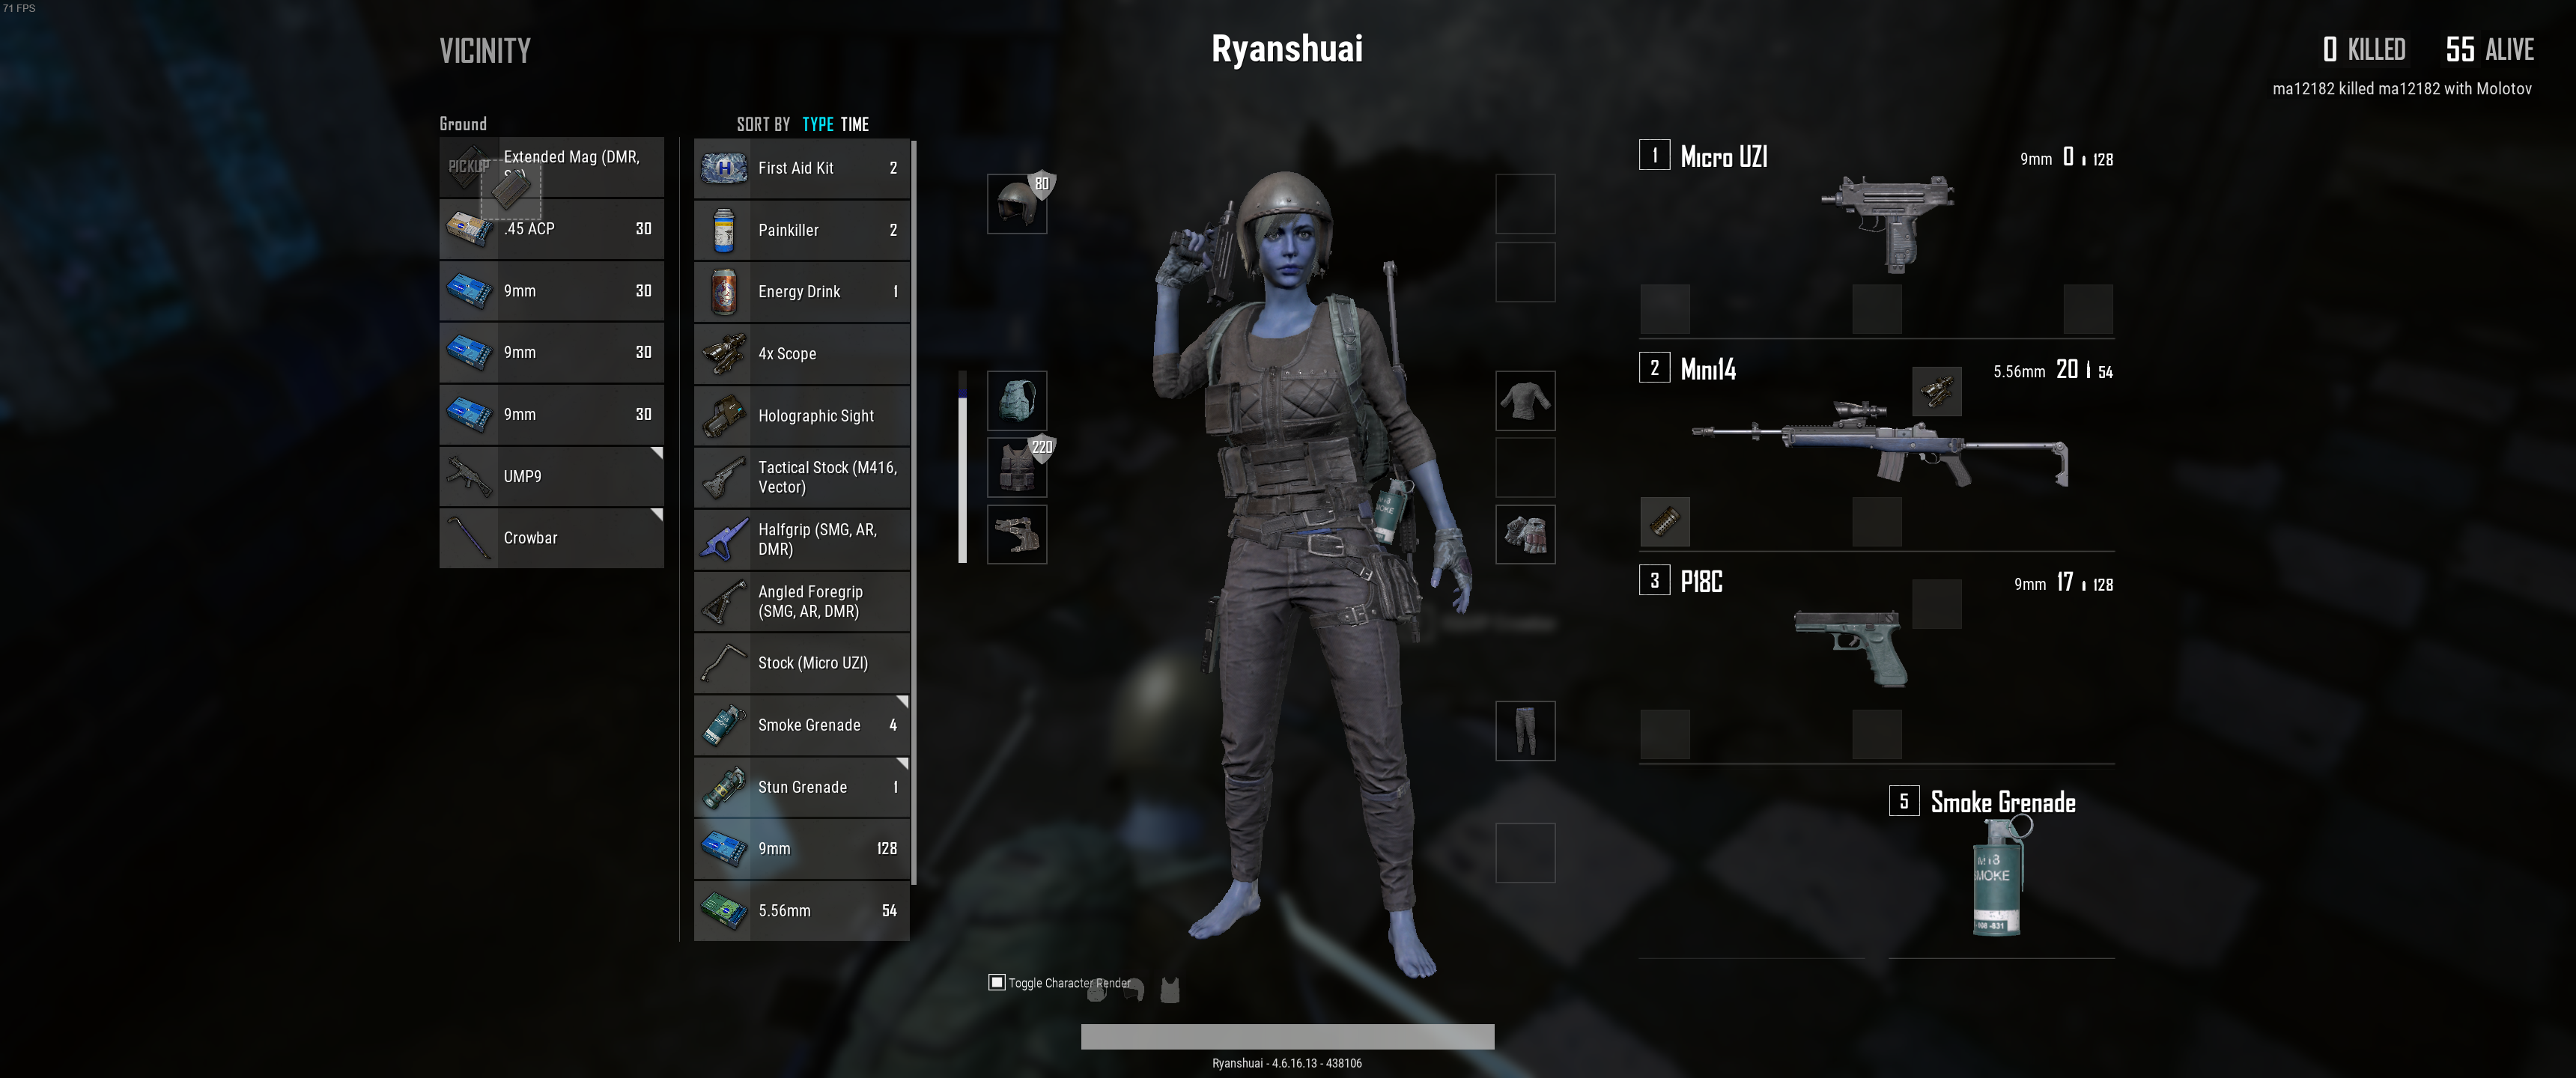 71 FPS
VICINITY
Ryanshuai
0 KILLED 55 ALIVE
ma12182 killed ma12182 with Molotov
Ground
SORT BY TYPE TIME
PICKUP
Extended Mag (DMR,
.45 ACP 30
9mm 30
9mm 30
9mm 30
UMP9
Crowbar
First Aid Kit 2
Painkiller 2
Energy Drink 1
4x Scope
Holographic Sight
Tactical Stock (M416,
Vector)
Halfgrip (SMG, AR,
DMR)
Angled Foregrip
(SMG, AR, DMR)
Stock (Micro UZI)
Smoke Grenade 4
Stun Grenade 1
9mm 128
5.56mm 54
80
220
1 Micro UZI 9mm 0 128
2 Mini14 5.56mm 20 54
3 P18C 9mm 17 128
5 Smoke Grenade
M18
SMOKE
Toggle Character Render
Ryanshuai - 4.6.16.13 - 438106